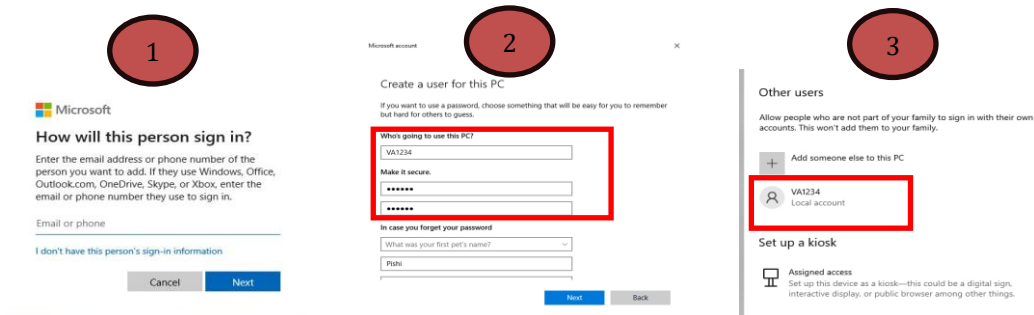 1
Microsoft
How will this person sign in?
Enter the email address or phone number of the
person you want to add. If they use Windows, Office,
Outlook.com, OneDrive, Skype, or Xbox, enter the
email or phone number they use to sign in.
Email or phone
I don't have this person's sign-in information
Cancel Next
2
Microsoft account
Create a user for this PC
If you want to use a password, choose something that will be easy for you to remember
but hard for others to guess.
Who's going to use this PC?
VA1234
Make it secure.
••••••
••••••
In case you forget your password
What was your first pet's name?
Pishi
Next Back
3
Other users
Allow people who are not part of your family to sign in with their own
accounts. This won't add them to your family.
Add someone else to this PC
VA1234
Local account
Set up a kiosk
Assigned access
Set up this device as a kiosk—this could be a digital sign,
interactive display, or public browser among other things.